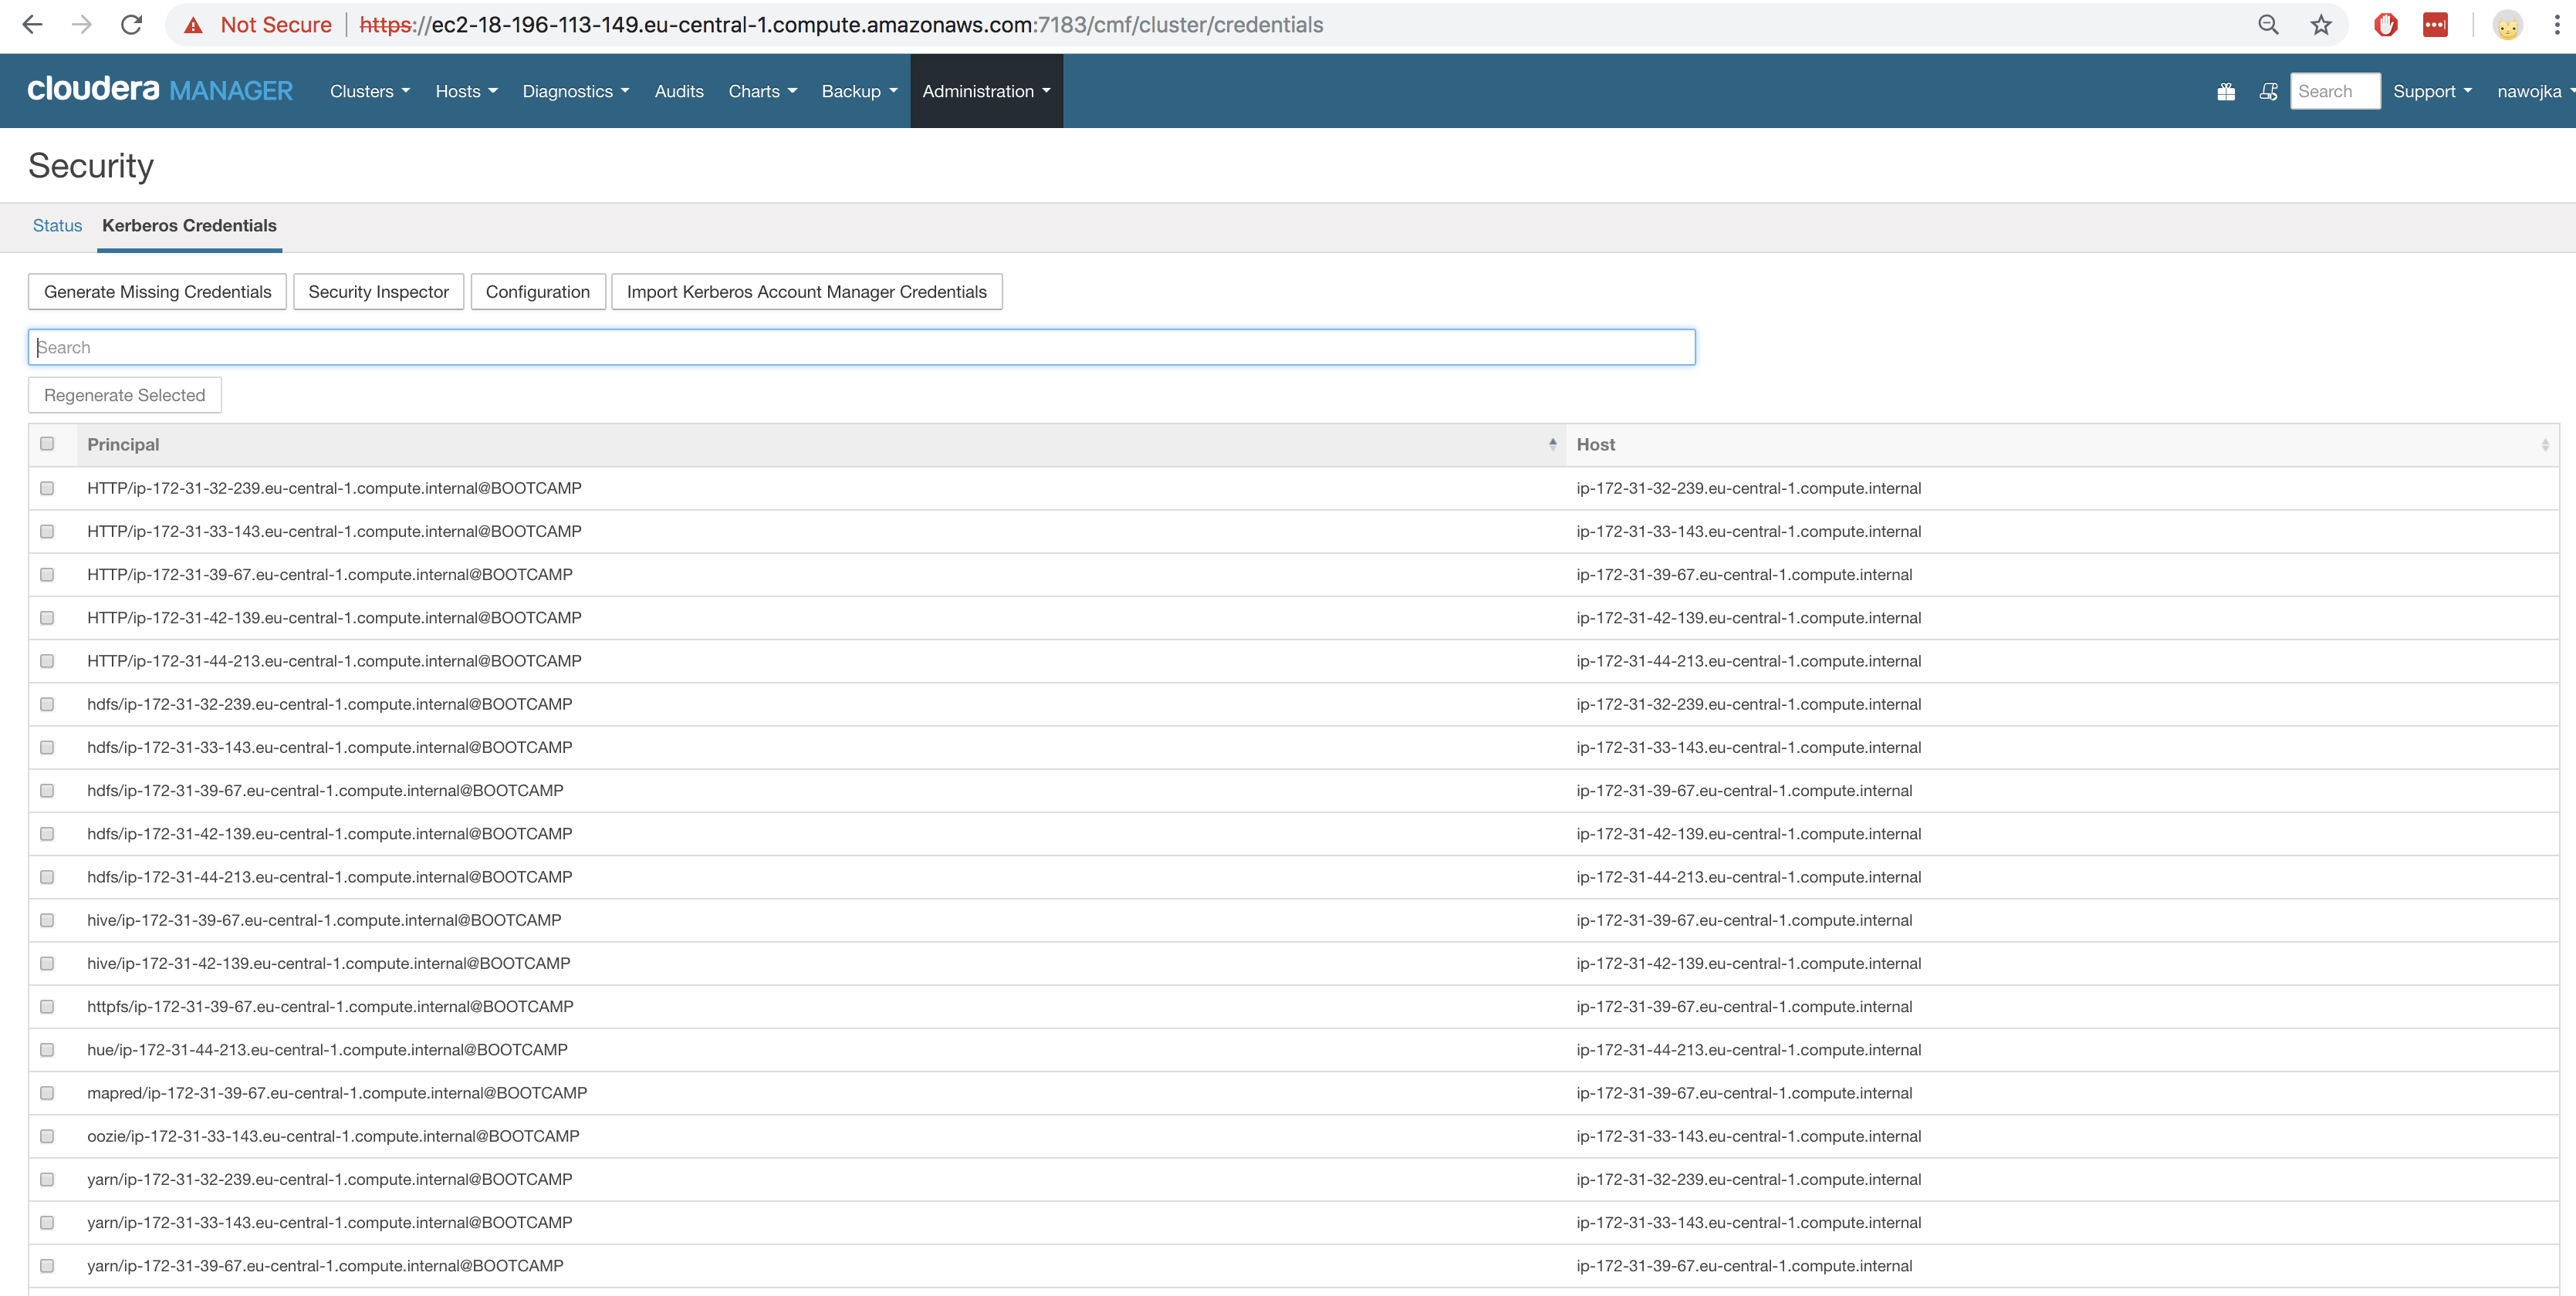 Not Secure | https://ec2-18-196-113-149.eu-central-1.compute.amazonaws.com:7183/cmf/cluster/credentials
cloudera MANAGER Clusters Hosts Diagnostics Audits Charts Backup Administration Search Support nawojka
Security
Status Kerberos Credentials
Generate Missing Credentials Security Inspector Configuration Import Kerberos Account Manager Credentials
Search
Regenerate Selected
Principal Host
HTTP/ip-172-31-32-239.eu-central-1.compute.internal@BOOTCAMP ip-172-31-32-239.eu-central-1.compute.internal
HTTP/ip-172-31-33-143.eu-central-1.compute.internal@BOOTCAMP ip-172-31-33-143.eu-central-1.compute.internal
HTTP/ip-172-31-39-67.eu-central-1.compute.internal@BOOTCAMP ip-172-31-39-67.eu-central-1.compute.internal
HTTP/ip-172-31-42-139.eu-central-1.compute.internal@BOOTCAMP ip-172-31-42-139.eu-central-1.compute.internal
HTTP/ip-172-31-44-213.eu-central-1.compute.internal@BOOTCAMP ip-172-31-44-213.eu-central-1.compute.internal
hdfs/ip-172-31-32-239.eu-central-1.compute.internal@BOOTCAMP ip-172-31-32-239.eu-central-1.compute.internal
hdfs/ip-172-31-33-143.eu-central-1.compute.internal@BOOTCAMP ip-172-31-33-143.eu-central-1.compute.internal
hdfs/ip-172-31-39-67.eu-central-1.compute.internal@BOOTCAMP ip-172-31-39-67.eu-central-1.compute.internal
hdfs/ip-172-31-42-139.eu-central-1.compute.internal@BOOTCAMP ip-172-31-42-139.eu-central-1.compute.internal
hdfs/ip-172-31-44-213.eu-central-1.compute.internal@BOOTCAMP ip-172-31-44-213.eu-central-1.compute.internal
hive/ip-172-31-39-67.eu-central-1.compute.internal@BOOTCAMP ip-172-31-39-67.eu-central-1.compute.internal
hive/ip-172-31-42-139.eu-central-1.compute.internal@BOOTCAMP ip-172-31-42-139.eu-central-1.compute.internal
httpfs/ip-172-31-39-67.eu-central-1.compute.internal@BOOTCAMP ip-172-31-39-67.eu-central-1.compute.internal
hue/ip-172-31-44-213.eu-central-1.compute.internal@BOOTCAMP ip-172-31-44-213.eu-central-1.compute.internal
mapred/ip-172-31-39-67.eu-central-1.compute.internal@BOOTCAMP ip-172-31-39-67.eu-central-1.compute.internal
oozie/ip-172-31-33-143.eu-central-1.compute.internal@BOOTCAMP ip-172-31-33-143.eu-central-1.compute.internal
yarn/ip-172-31-32-239.eu-central-1.compute.internal@BOOTCAMP ip-172-31-32-239.eu-central-1.compute.internal
yarn/ip-172-31-33-143.eu-central-1.compute.internal@BOOTCAMP ip-172-31-33-143.eu-central-1.compute.internal
yarn/ip-172-31-39-67.eu-central-1.compute.internal@BOOTCAMP ip-172-31-39-67.eu-central-1.compute.internal